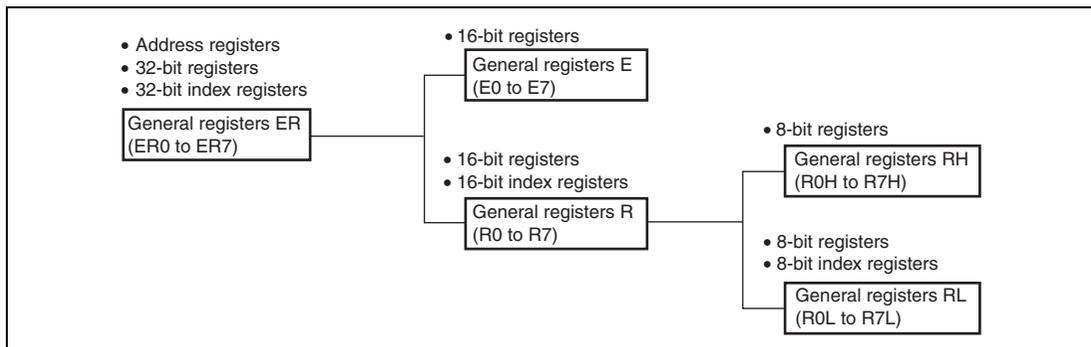 • Address registers
• 32-bit registers
• 32-bit index registers
General registers ER
(ER0 to ER7)
• 16-bit registers
General registers E
(E0 to E7)
• 16-bit registers
• 16-bit index registers
General registers R
(R0 to R7)
• 8-bit registers
General registers RH
(R0H to R7H)
• 8-bit registers
• 8-bit index registers
General registers RL
(R0L to R7L)